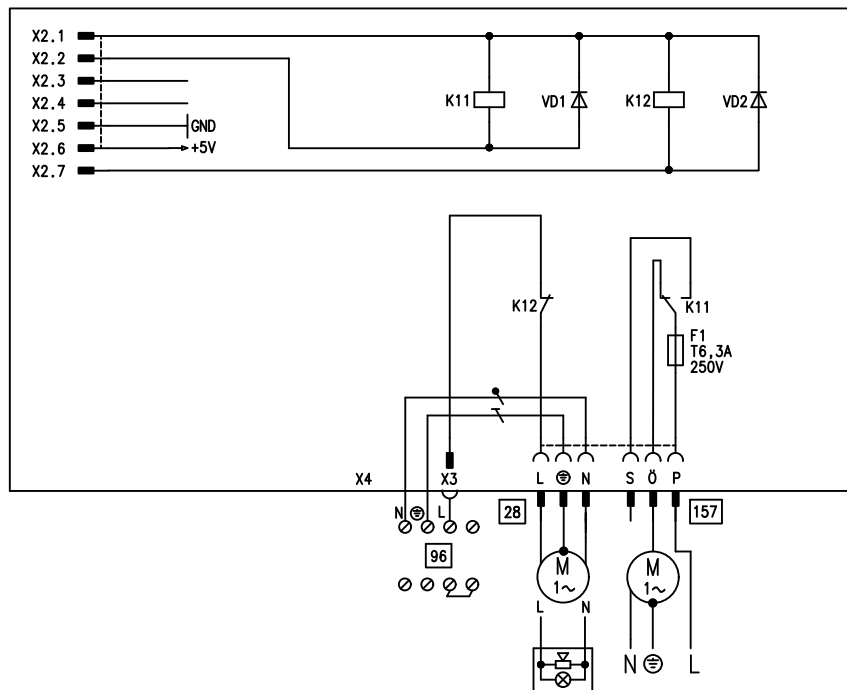 X2.1
X2.2
X2.3
X2.4
X2.5
GND
X2.6
+5V
X2.7
K11
VD1
K12
VD2
K12
K11
F1
T6,3A
250V
X4
X3
L
N
S Ö P
N
L
28
157
96
M
1~
M
1~
L
N
N
L